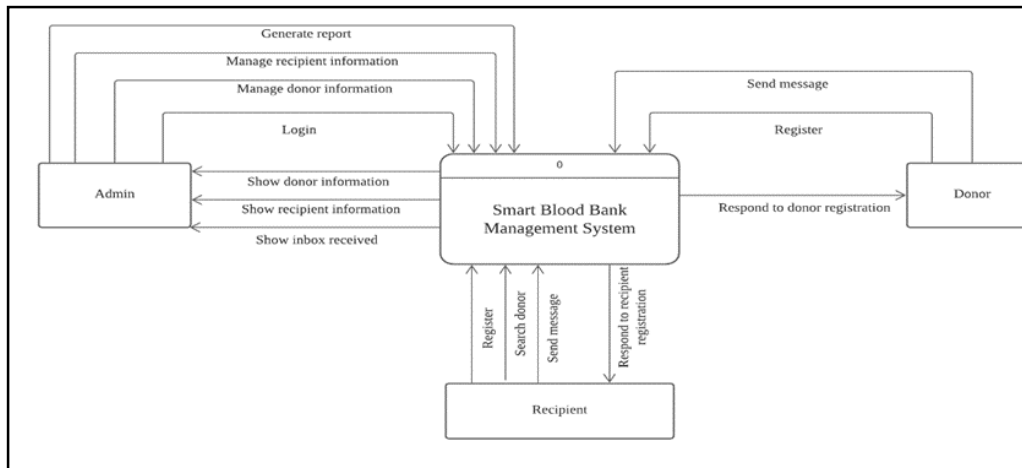 Generate report
Manage recipient information
Manage donor information
Login
Show donor information
Show recipient information
Show inbox received
Admin
0
Smart Blood Bank
Management System
Send message
Register
Respond to donor registration
Donor
Register
Search donor
Send message
Respond to recipient
registration
Recipient